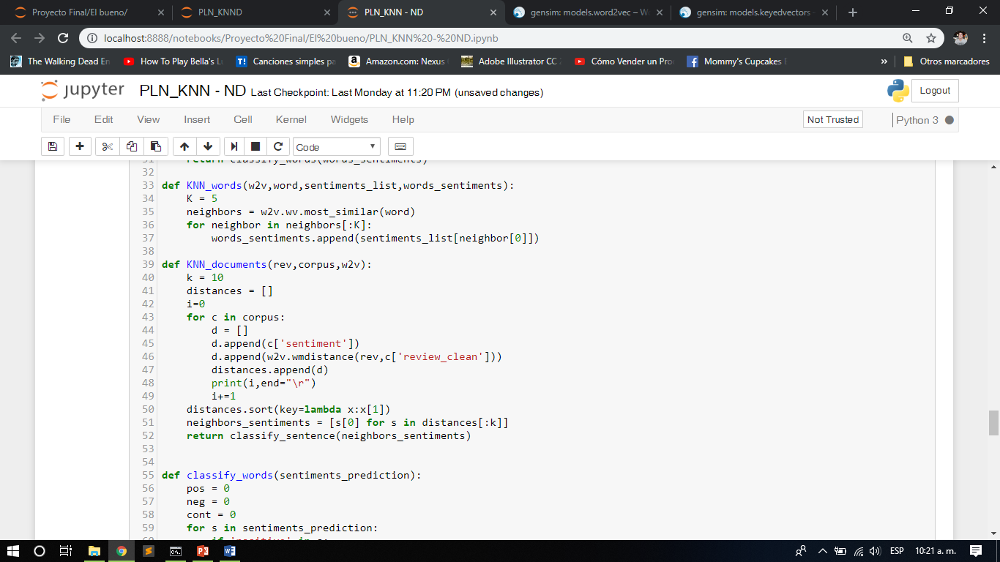 Proyecto Final/El bueno/
PLN_KNND
PLN_KNN - ND
gensim: models.word2vec – W
gensim: models.keyedvectors
localhost:8888/notebooks/Proyecto%20Final/El%20bueno/PLN_KNN%20-%20ND.ipynb
The Walking Dead En
How To Play Bella's L
T! Canciones simples pa
Amazon.com: Nexus
Adobe Illustrator CC 2
Cómo Vender un Pro
Mommy's Cupcakes
» Otros marcadores
jupyter PLN_KNN - ND Last Checkpoint: Last Monday at 11:20 PM (unsaved changes)
Logout
File Edit View Insert Cell Kernel Widgets Help
Not Trusted
Python 3
Code
31     return classify_words(words_sentiments)
32
33 def KNN_words(w2v,word,sentiments_list,words_sentiments):
34     K = 5
35     neighbors = w2v.wv.most_similar(word)
36     for neighbor in neighbors[:K]:
37         words_sentiments.append(sentiments_list[neighbor[0]])
38
39 def KNN_documents(rev,corpus,w2v):
40     k = 10
41     distances = []
42     i=0
43     for c in corpus:
44         d = []
45         d.append(c['sentiment'])
46         d.append(w2v.wmdistance(rev,c['review_clean']))
47         distances.append(d)
48         print(i,end="\r")
49         i+=1
50     distances.sort(key=lambda x:x[1])
51     neighbors_sentiments = [s[0] for s in distances[:k]]
52     return classify_sentence(neighbors_sentiments)
53
54
55 def classify_words(sentiments_prediction):
56     pos = 0
57     neg = 0
58     cont = 0
59     for s in sentiments_prediction:
60         if 'positive' in s:
ESP
10:21 a. m.